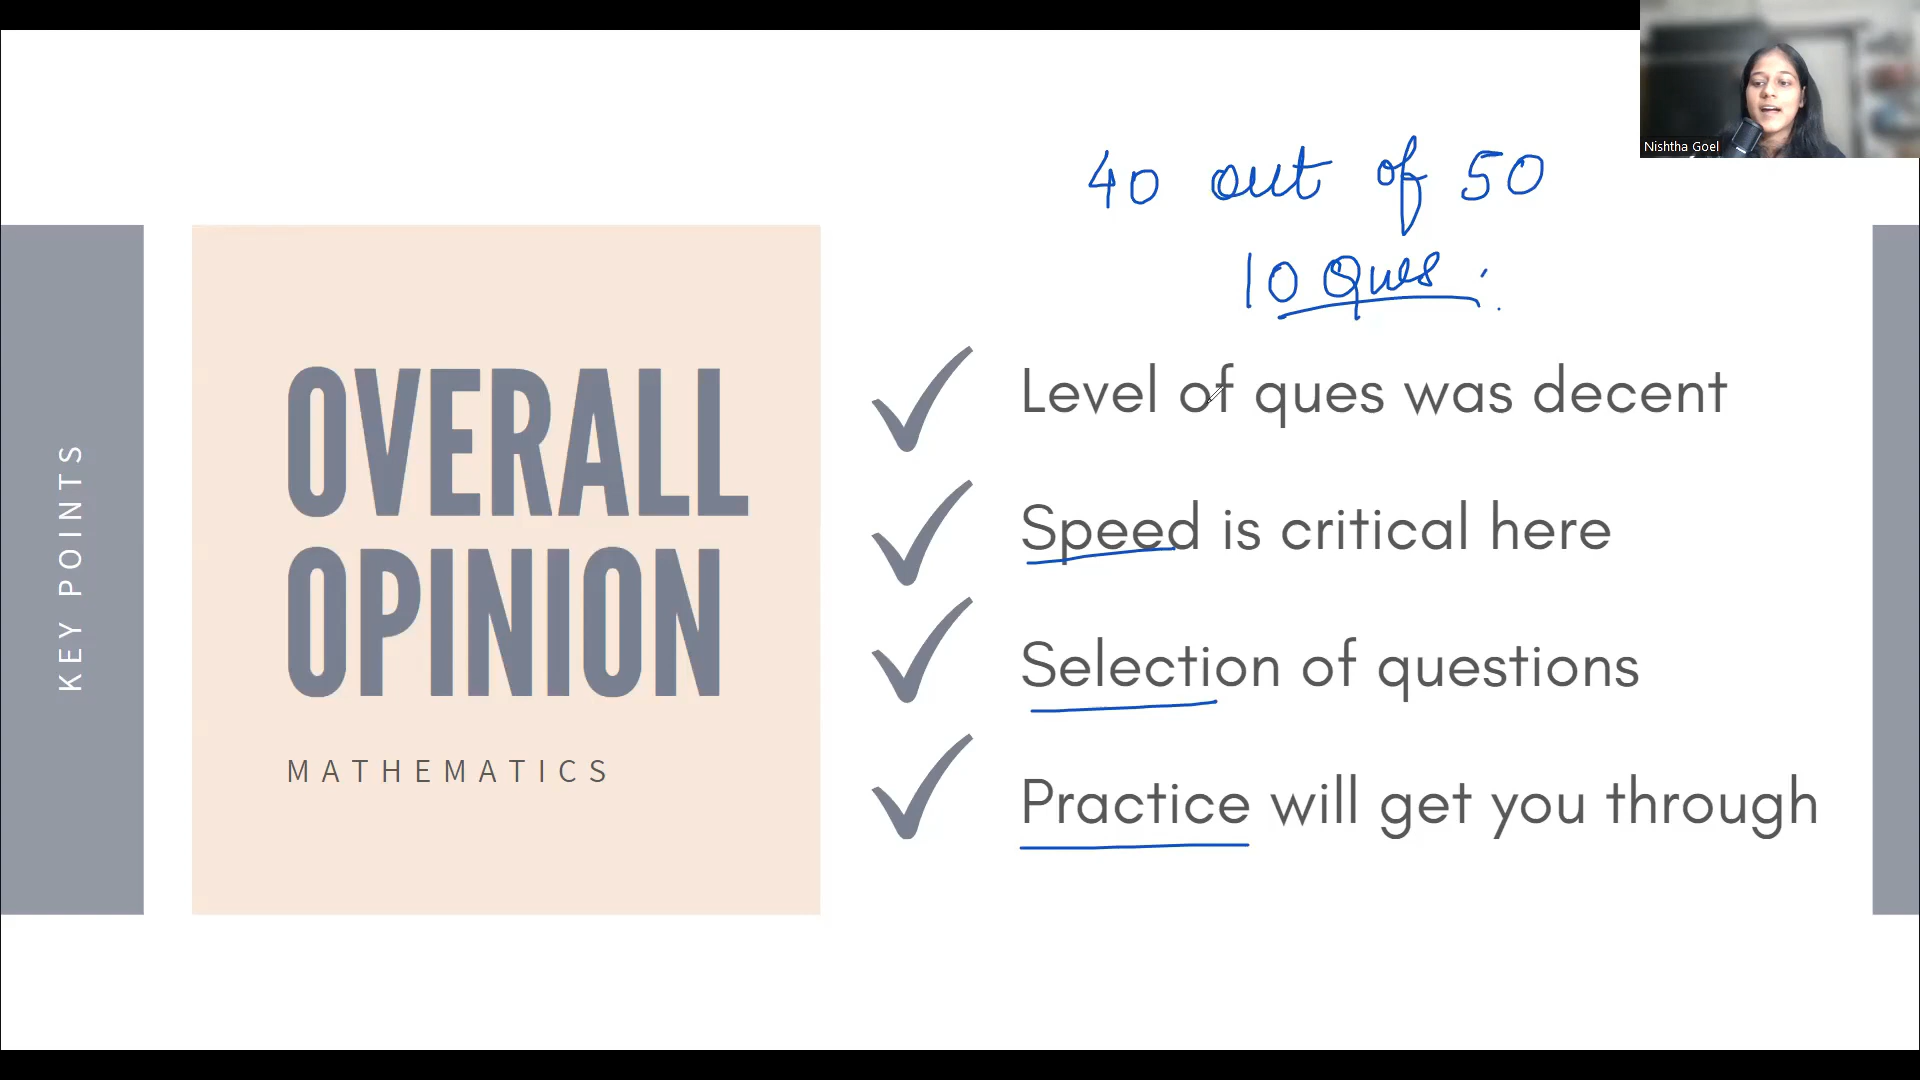 Nishtha Goel
40 out of 50
10 Ques :
KEY POINTS
OVERALL
OPINION
MATHEMATICS
Level of ques was decent
Speed is critical here
Selection of questions
Practice will get you through